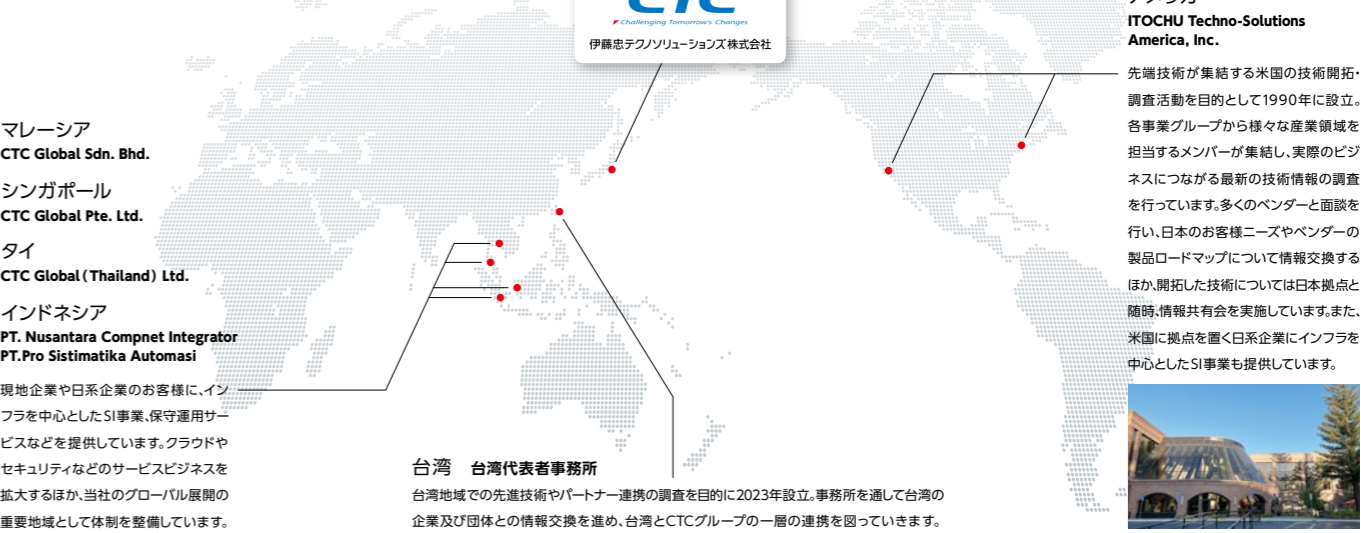 CTC
Challenging Tomorrow's Changes
伊藤忠テクノソリューションズ株式会社
マレーシア
CTC Global Sdn. Bhd.
シンガポール
CTC Global Pte. Ltd.
タイ
CTC Global (Thailand) Ltd.
インドネシア
PT. Nusantara Compnet Integrator
PT.Pro Sistimatika Automasi
現地企業や日系企業のお客様に、イン
フラを中心としたSI事業、保守運用サー
ビスなどを提供しています。クラウドや
セキュリティなどのサービスビジネスを
拡大するほか、当社のグローバル展開の
重要地域として体制を整備しています。
台湾 台湾代表者事務所
台湾地域での先進技術やパートナー連携の調査を目的に2023年設立。事務所を通して台湾の
企業及び団体との情報交換を進め、台湾とCTCグループの一層の連携を図っていきます。
アメリカ
ITOCHU Techno-Solutions
America, Inc.
先端技術が集結する米国の技術開拓・
調査活動を目的として1990年に設立。
各事業グループから様々な産業領域を
担当するメンバーが集結し、実際のビジ
ネスにつながる最新の技術情報の調査
を行っています。多くのベンダーと面談を
行い、日本のお客様ニーズやベンダーの
製品ロードマップについて情報交換する
ほか、開拓した技術については日本拠点と
随時、情報共有会を実施しています。また、
米国に拠点を置く日系企業にインフラを
中心としたSI事業も提供しています。